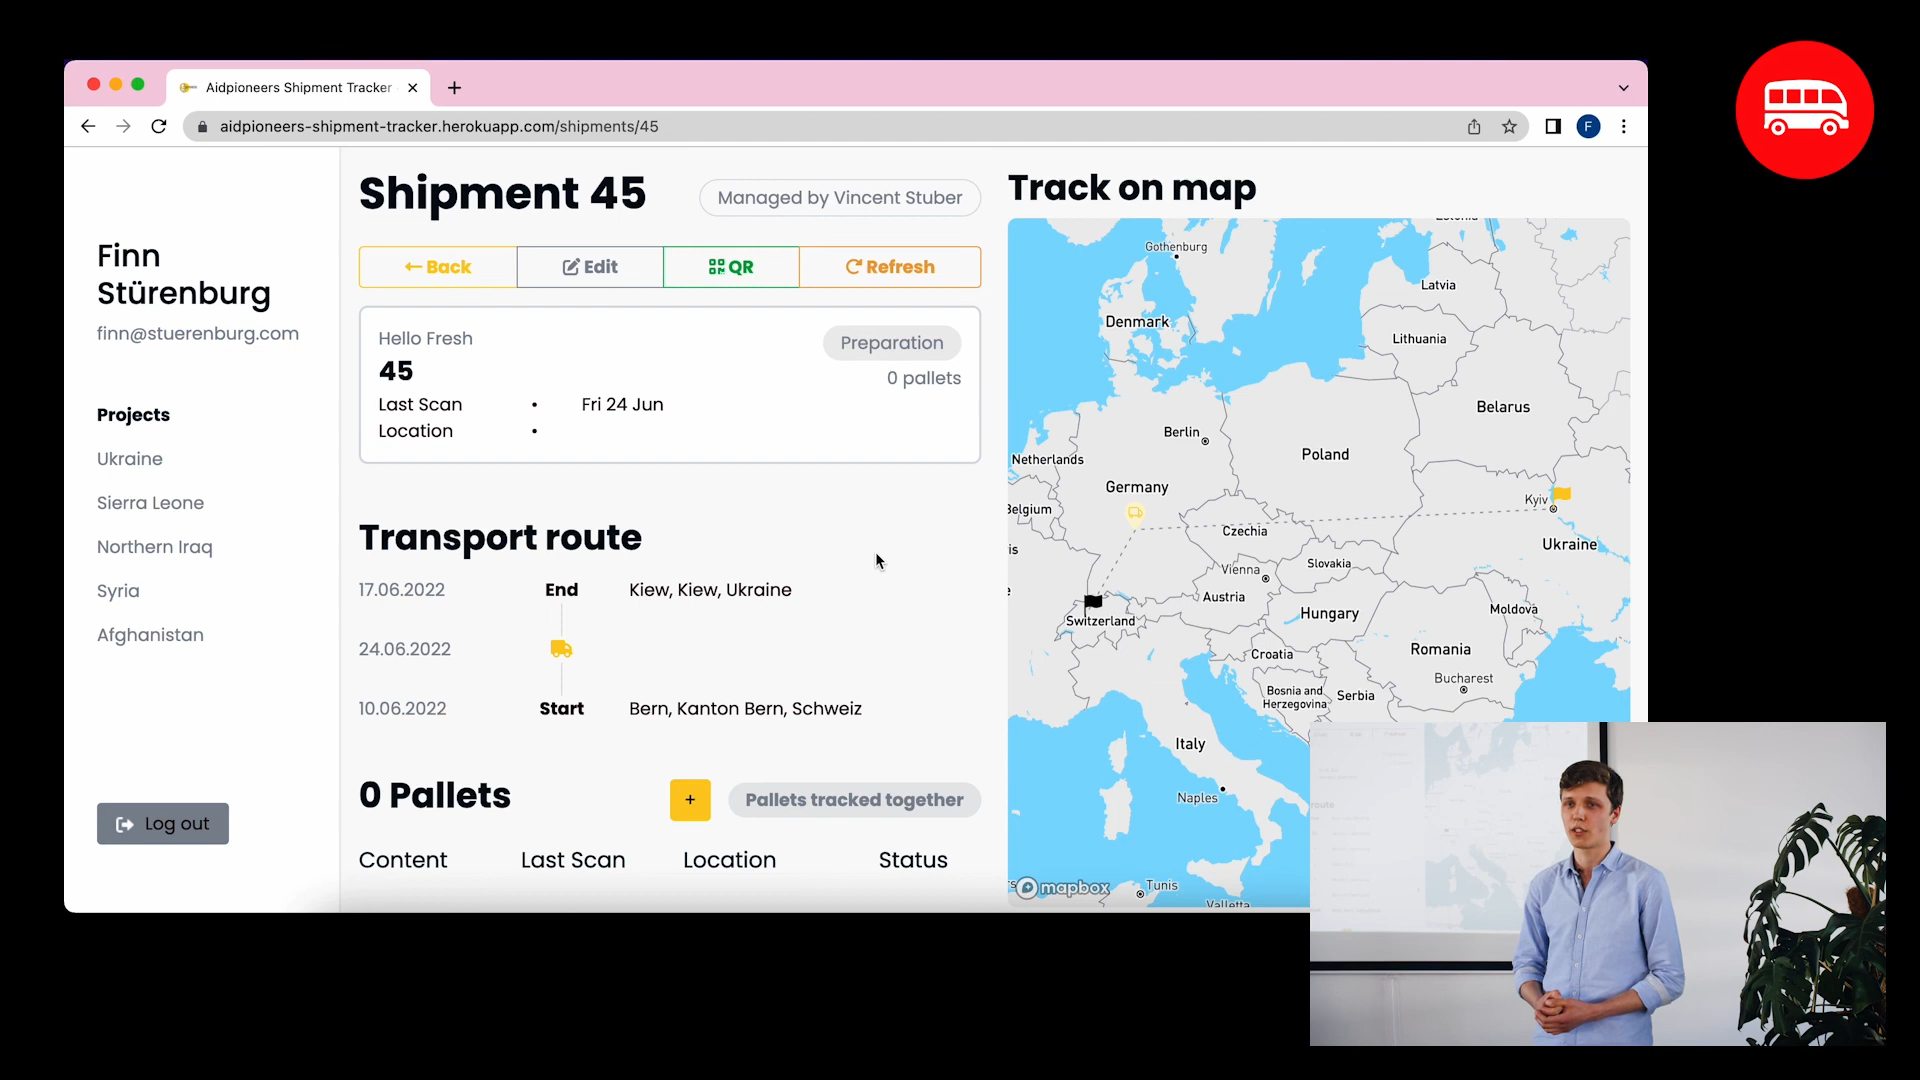 Aidpioneers Shipment Tracker
aidpioneers-shipment-tracker.herokuapp.com/shipments/45
F
Finn
Stürenburg
finn@stuerenburg.com
Projects
Ukraine
Sierra Leone
Northern Iraq
Syria
Afghanistan
Log out
Shipment 45
Managed by Vincent Stuber
Back
Edit
QR
Refresh
Hello Fresh
Preparation
45
0 pallets
Last Scan • Fri 24 Jun
Location •
Transport route
17.06.2022 End Kiew, Kiew, Ukraine
24.06.2022
10.06.2022 Start Bern, Kanton Bern, Schweiz
0 Pallets
+
Pallets tracked together
Content Last Scan Location Status
Track on map
Gothenburg
Latvia
Denmark
Lithuania
Belarus
Berlin
Poland
Netherlands
Germany
Kyiv
Belgium
Czechia
Ukraine
Slovakia
Vienna
Austria
Hungary
Moldova
Switzerland
Croatia
Romania
Bucharest
Bosnia and
Herzegovina
Serbia
Italy
Naples
mapbox
Tunis
Valletta
route